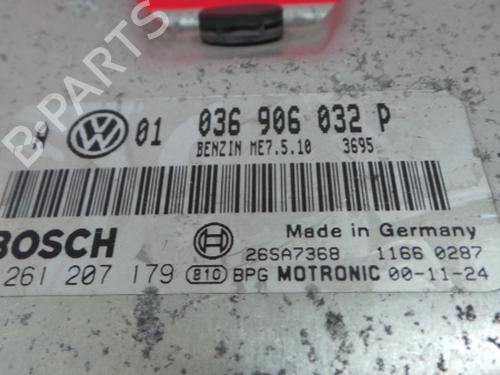 01 036 906 032 P
BENZIN ME7.5.10 3695
BOSCH Made in Germany
26SA7368 1166 0287
261 207 179 810 BPG MOTRONIC 00-11-24
B-PARTS